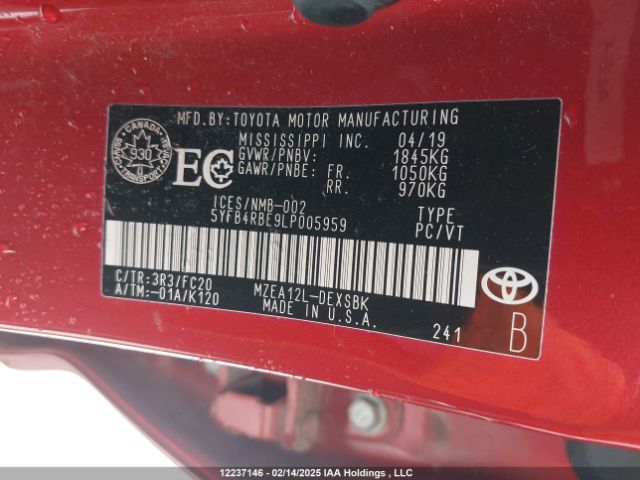 MFD.BY:TOYOTA MOTOR MANUFACTURING
MISSISSIPPI INC. 04/19
GVWR/PNBV: 1845KG
GAWR/PNBE: FR. 1050KG
RR. 970KG
CANADA
930
EC
ICES/NMB-002
5YFB4RBE9LP005959
TYPE
PC/VT
C/TR:3R3/FC20
A/TM:-01A/K120
MZEA12L-DEXSBK
MADE IN U.S.A.
241
B
12237146 - 02/14/2025 IAA Holdings , LLC